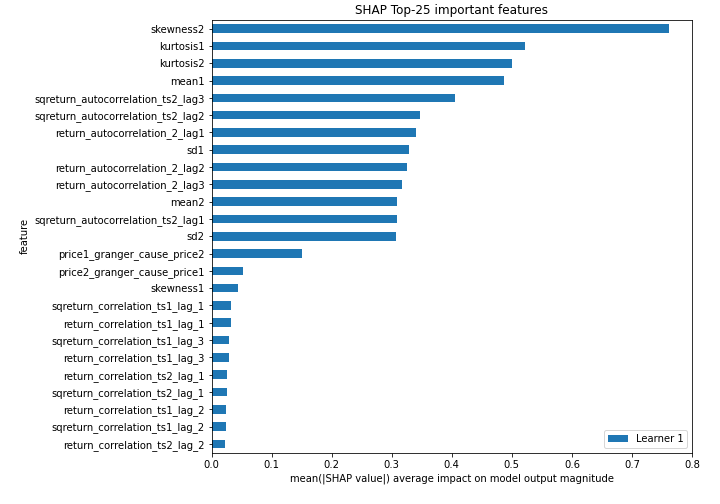 SHAP Top-25 important features
skewness2
kurtosis1
kurtosis2
mean1
sqreturn_autocorrelation_ts2_lag3
sqreturn_autocorrelation_ts2_lag2
return_autocorrelation_2_lag1
sd1
return_autocorrelation_2_lag2
return_autocorrelation_2_lag3
mean2
sqreturn_autocorrelation_ts2_lag1
sd2
price1_granger_cause_price2
price2_granger_cause_price1
skewness1
sqreturn_correlation_ts1_lag_1
return_correlation_ts1_lag_1
sqreturn_correlation_ts1_lag_3
return_correlation_ts1_lag_3
return_correlation_ts2_lag_1
sqreturn_correlation_ts2_lag_1
return_correlation_ts1_lag_2
sqreturn_correlation_ts1_lag_2
return_correlation_ts2_lag_2
feature
Learner 1
0.0 0.1 0.2 0.3 0.4 0.5 0.6 0.7 0.8
mean(|SHAP value|) average impact on model output magnitude